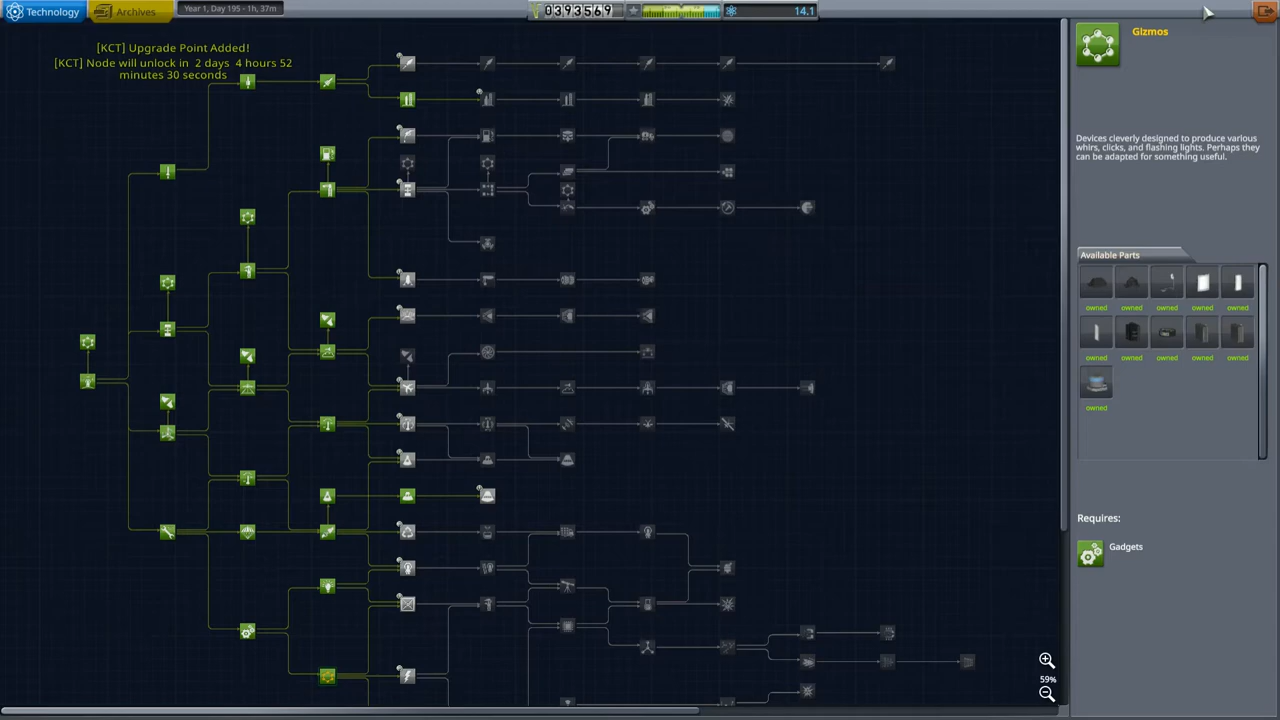 Technology
Archives
Year 1, Day 195 - 1h, 37m
0393569
14.1
[KCT] Upgrade Point Added!
[KCT] Node will unlock in 2 days 4 hours 52
minutes 30 seconds
Gizmos
Devices cleverly designed to produce various
whirs, clicks, and flashing lights. Perhaps they
can be adapted for something useful.
Available Parts
owned owned owned owned owned
owned owned owned owned owned
owned
Requires:
Gadgets
59%